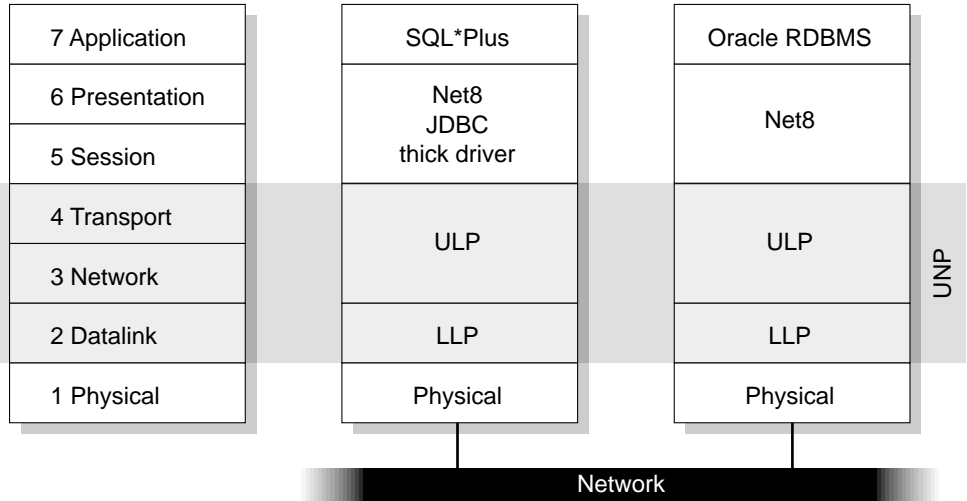 7 Application
6 Presentation
5 Session
4 Transport
3 Network
2 Datalink
1 Physical
SQL*Plus
Net8
JDBC
thick driver
ULP
LLP
Physical
Oracle RDBMS
Net8
ULP
LLP
Physical
UNP
Network